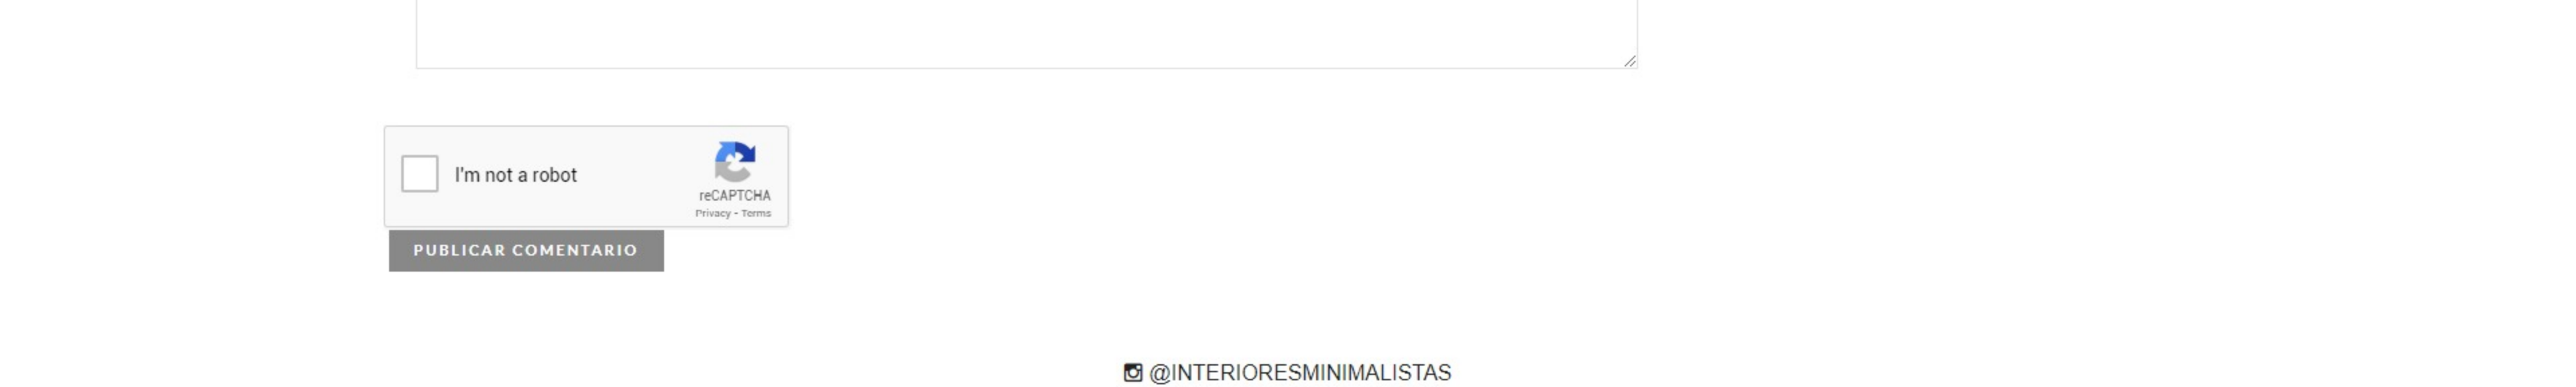 I'm not a robot
reCAPTCHA
Privacy - Terms
PUBLICAR COMENTARIO
@INTERIORESMINIMALISTAS